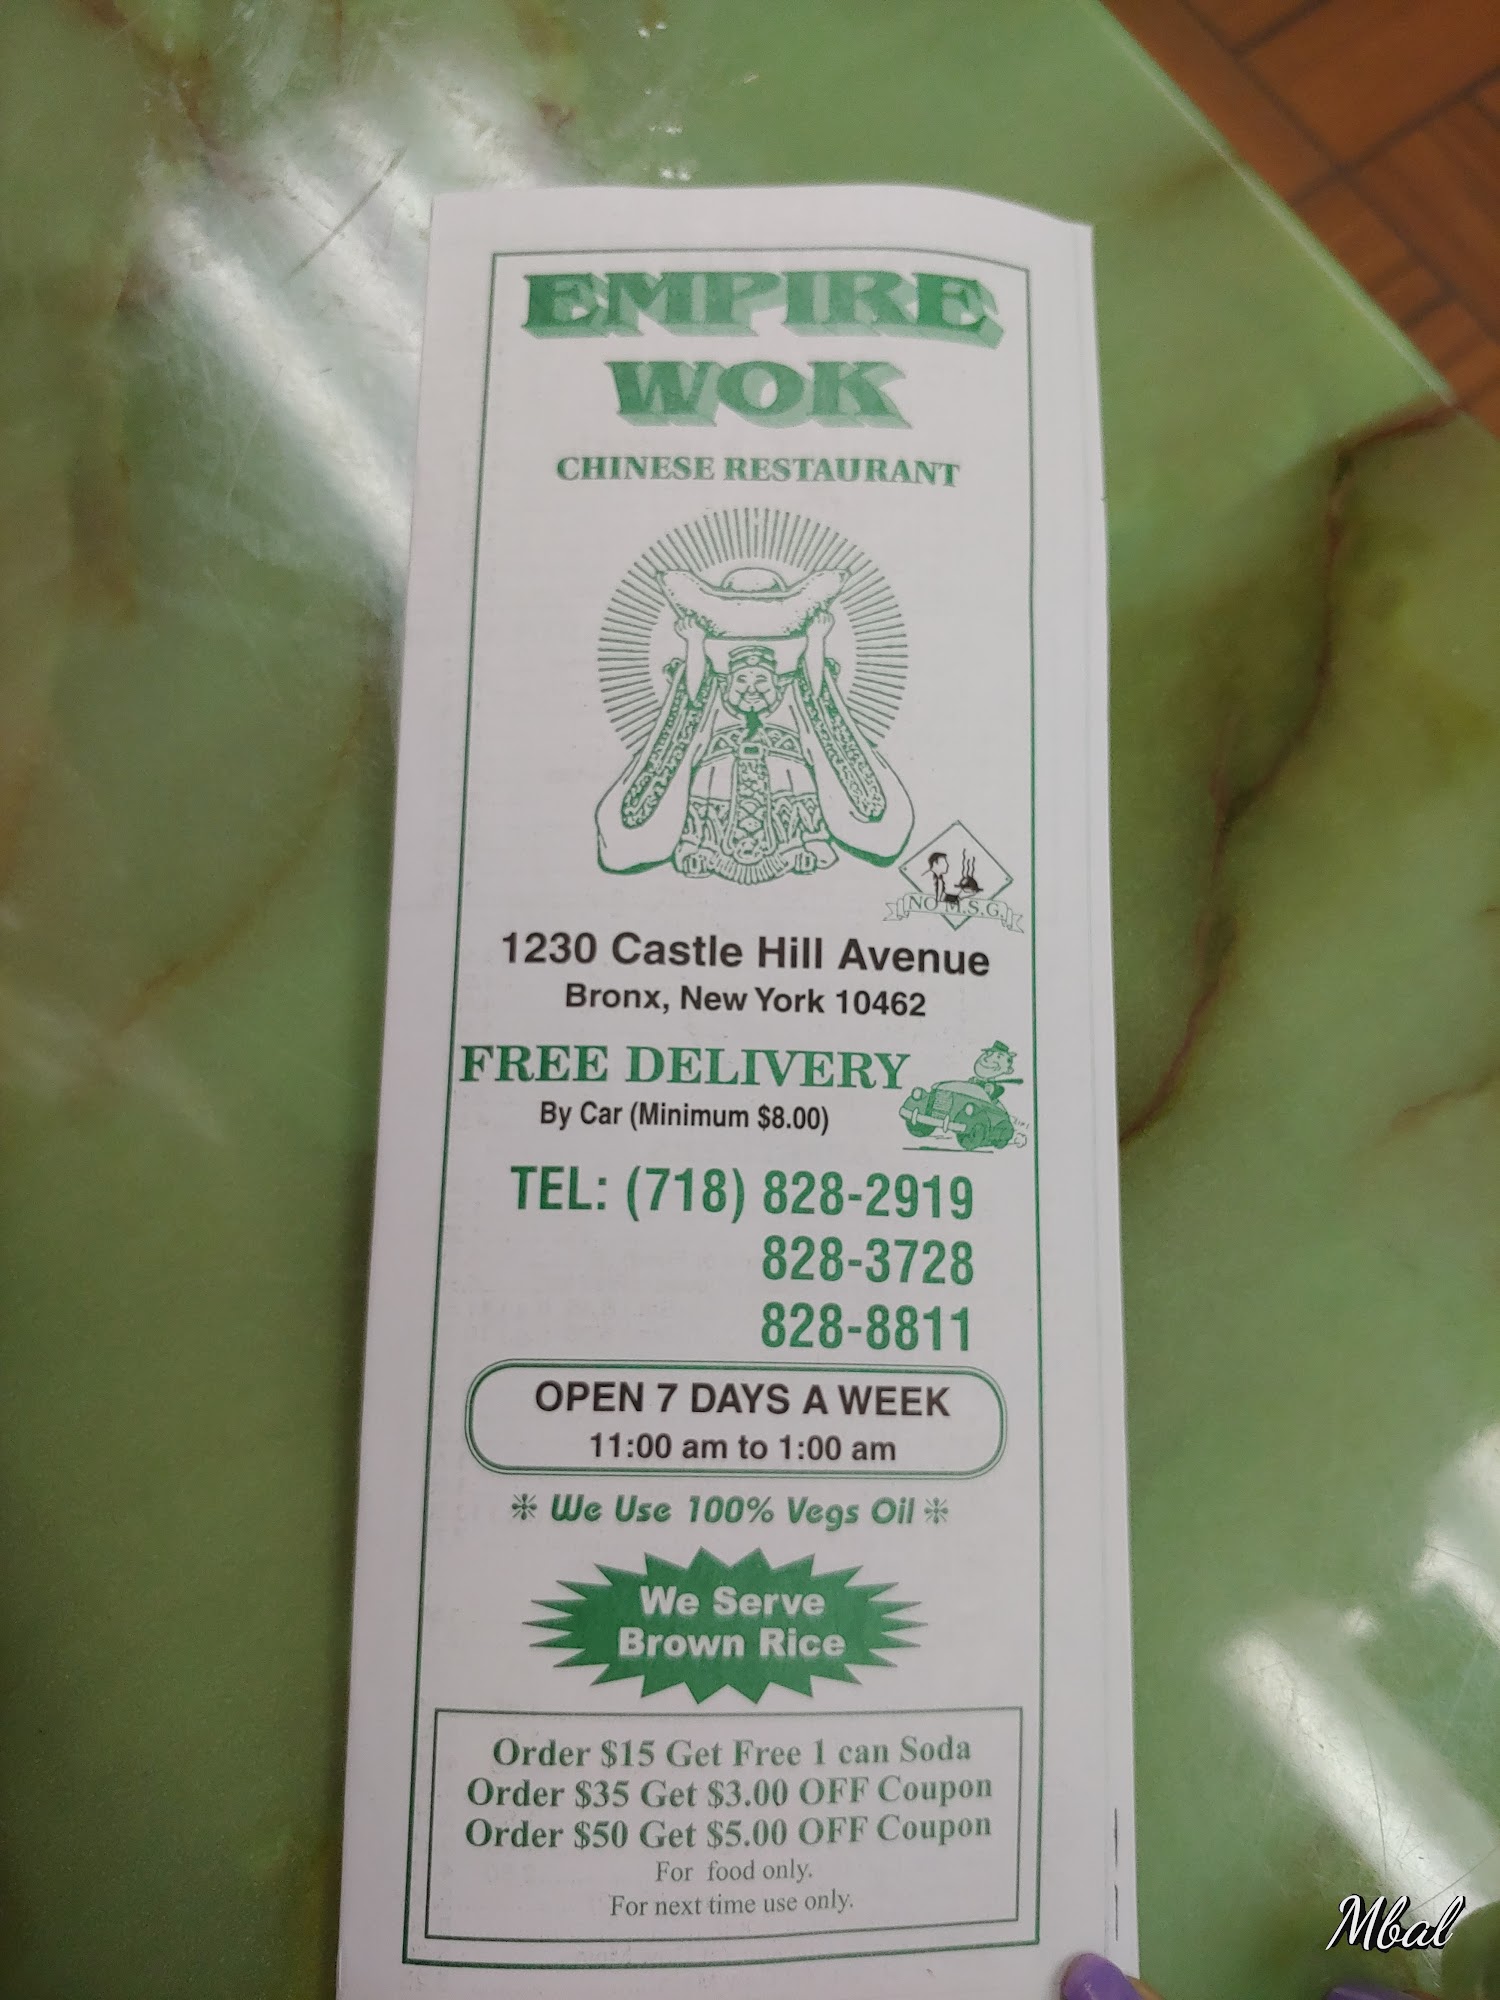 EMPIRE
WOK
CHINESE RESTAURANT
NO M.S.G.
1230 Castle Hill Avenue
Bronx, New York 10462
FREE DELIVERY
By Car (Minimum $8.00)
TEL: (718) 828-2919
828-3728
828-8811
OPEN 7 DAYS A WEEK
11:00 am to 1:00 am
❊ We Use 100% Vegs Oil ❊
We Serve
Brown Rice
Order $15 Get Free 1 can Soda
Order $35 Get $3.00 OFF Coupon
Order $50 Get $5.00 OFF Coupon
For food only.
For next time use only.
Mbal